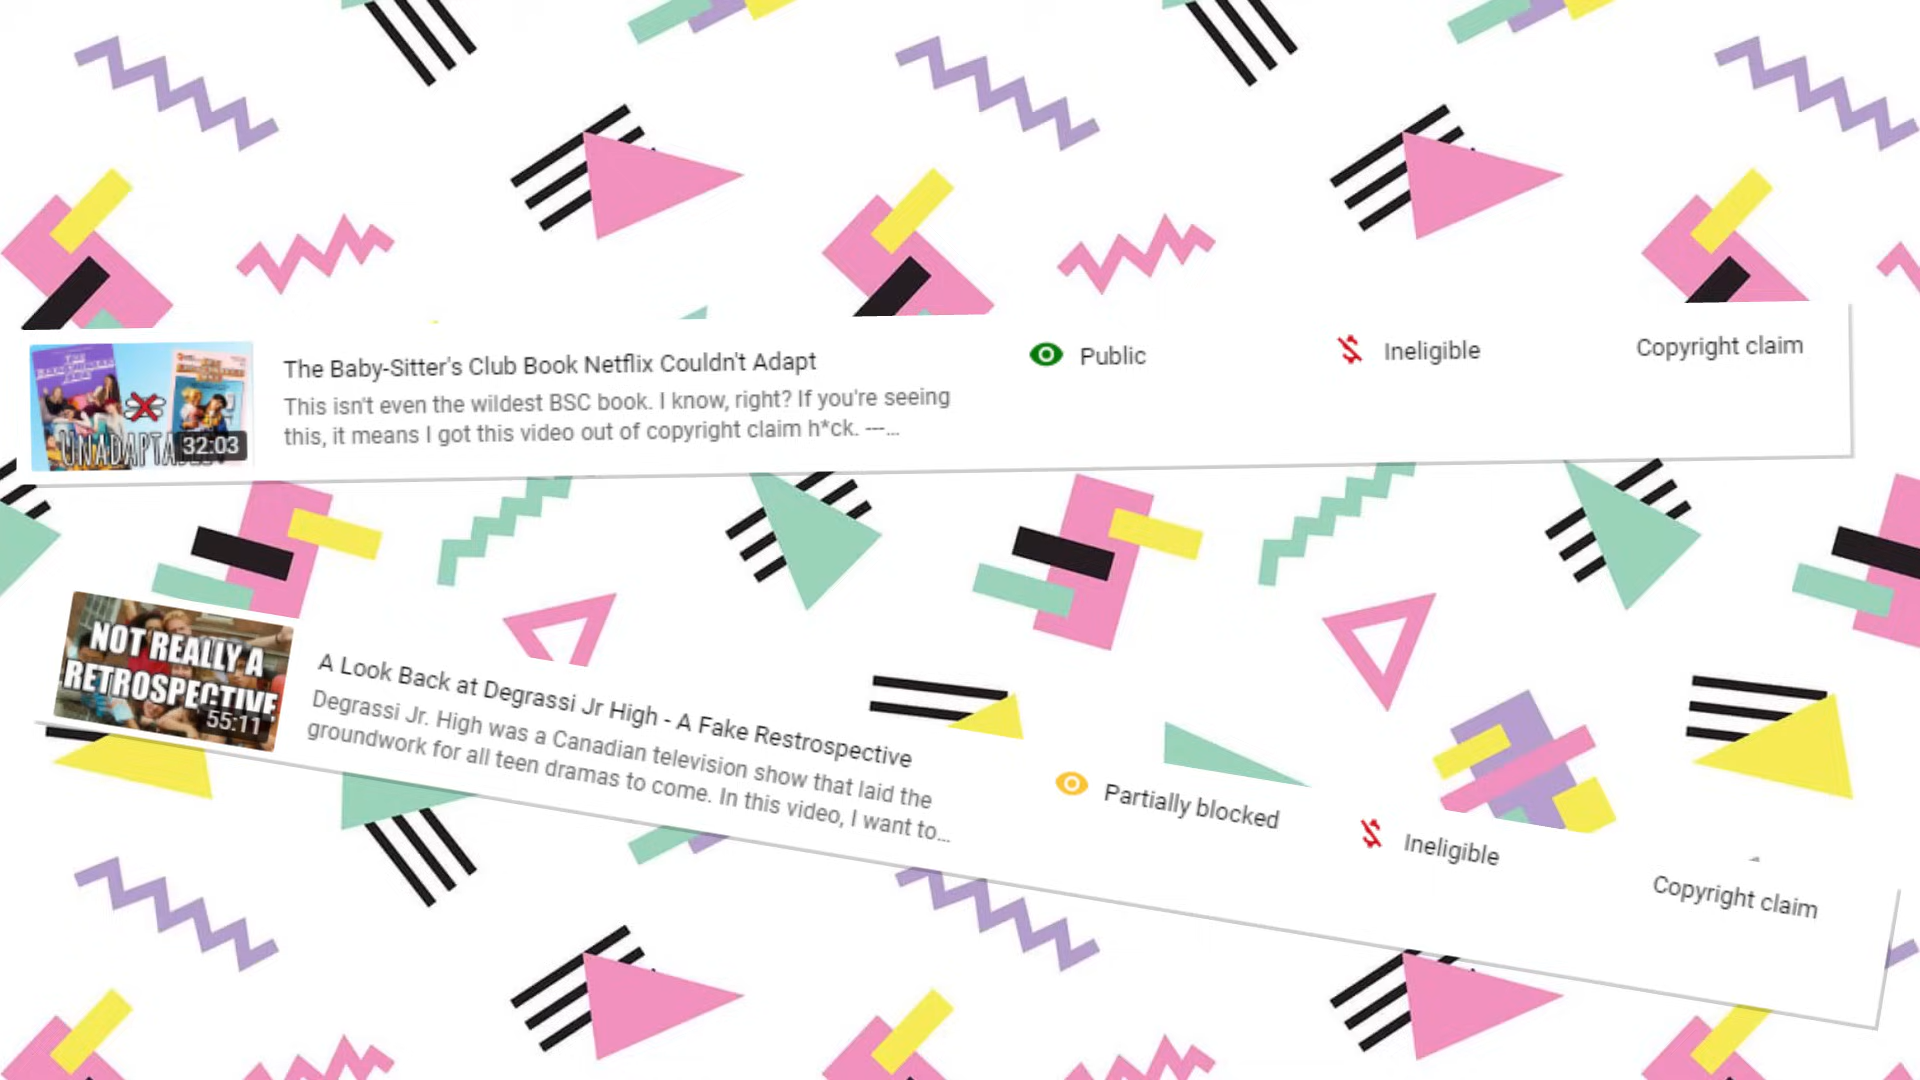 The Baby-Sitter's Club Book Netflix Couldn't Adapt
This isn't even the wildest BSC book. I know, right? If you're seeing
this, it means I got this video out of copyright claim h*ck. ---...
Public
Ineligible
Copyright claim
32:03
NOT REALLY A
RETROSPECTIVE
55:11
A Look Back at Degrassi Jr High - A Fake Restrospective
Degrassi Jr. High was a Canadian television show that laid the
groundwork for all teen dramas to come. In this video, I want to...
Partially blocked
Ineligible
Copyright claim